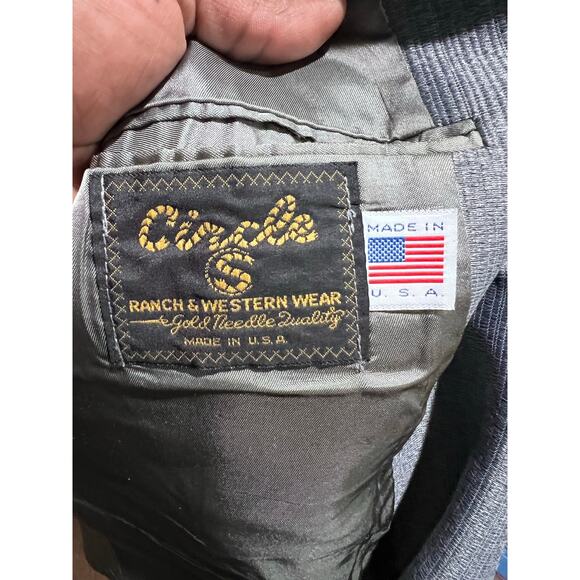 Circle
S
RANCH & WESTERN WEAR
Gold Needle Quality
MADE IN U.S.A.
MADE IN
U. S. A.